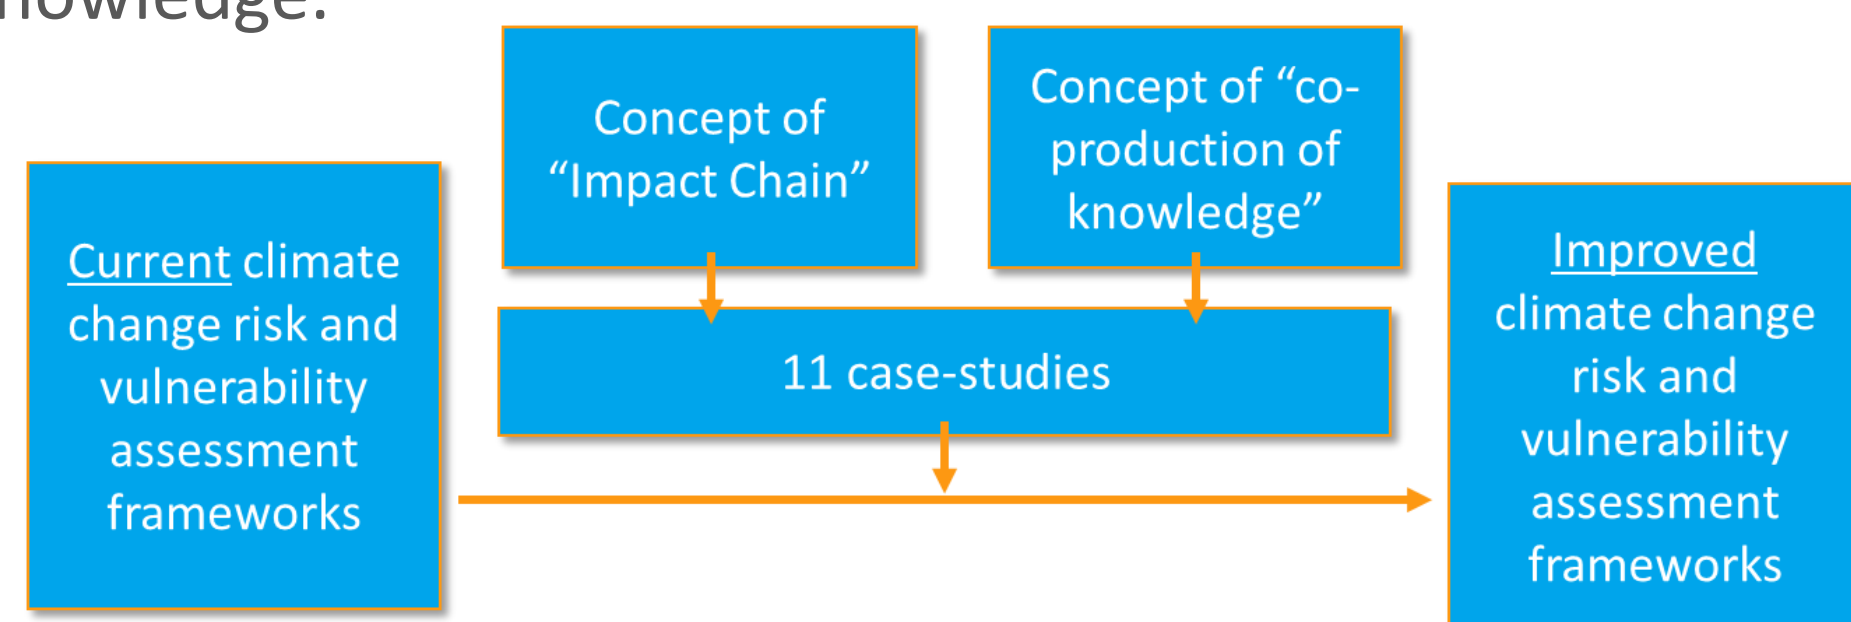 nowledge.
Concept of
“Impact Chain”
Concept of “co-
production of
knowledge”
Current climate
change risk and
vulnerability
assessment
frameworks
11 case-studies
Improved
climate change
risk and
vulnerability
assessment
frameworks